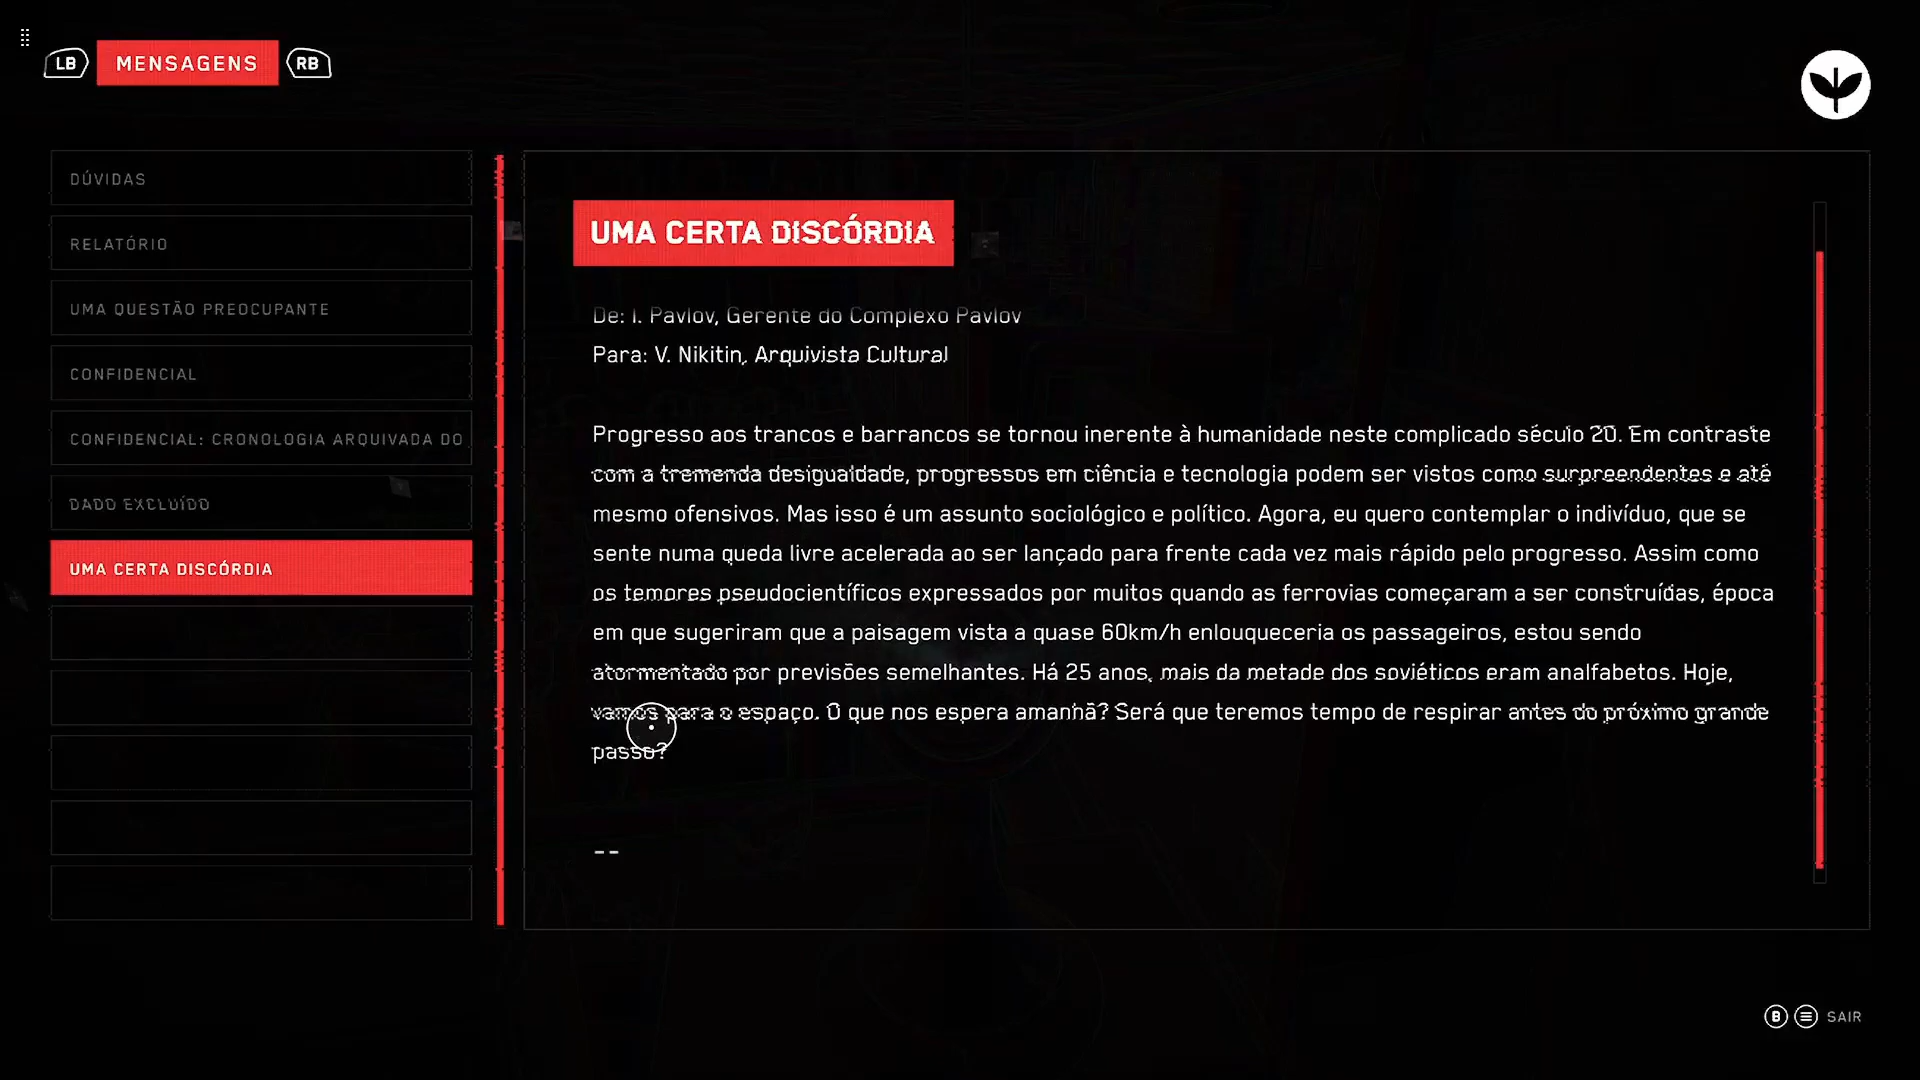 LB MENSAGENS RB
DÚVIDAS
RELATÓRIO
UMA QUESTÃO PREOCUPANTE
CONFIDENCIAL
CONFIDENCIAL: CRONOLOGIA ARQUIVADA DO
DADO EXCLUÍDO
UMA CERTA DISCÓRDIA
UMA CERTA DISCÓRDIA
De: I. Pavlov, Gerente do Complexo Pavlov
Para: V. Nikitin, Arquivista Cultural
Progresso aos trancos e barrancos se tornou inerente à humanidade neste complicado século 20. Em contraste
com a tremenda desigualdade, progressos em ciência e tecnologia podem ser vistos como surpreendentes e até
mesmo ofensivos. Mas isso é um assunto sociológico e político. Agora, eu quero contemplar o indivíduo, que se
sente numa queda livre acelerada ao ser lançado para frente cada vez mais rápido pelo progresso. Assim como
os temores pseudocientíficos expressados por muitos quando as ferrovias começaram a ser construídas, época
em que sugeriram que a paisagem vista a quase 60km/h enlouqueceria os passageiros, estou sendo
atormentado por previsões semelhantes. Há 25 anos, mais da metade dos soviéticos eram analfabetos. Hoje,
vamos para o espaço. O que nos espera amanhã? Será que teremos tempo de respirar antes do próximo grande
passo?
--
B SAIR